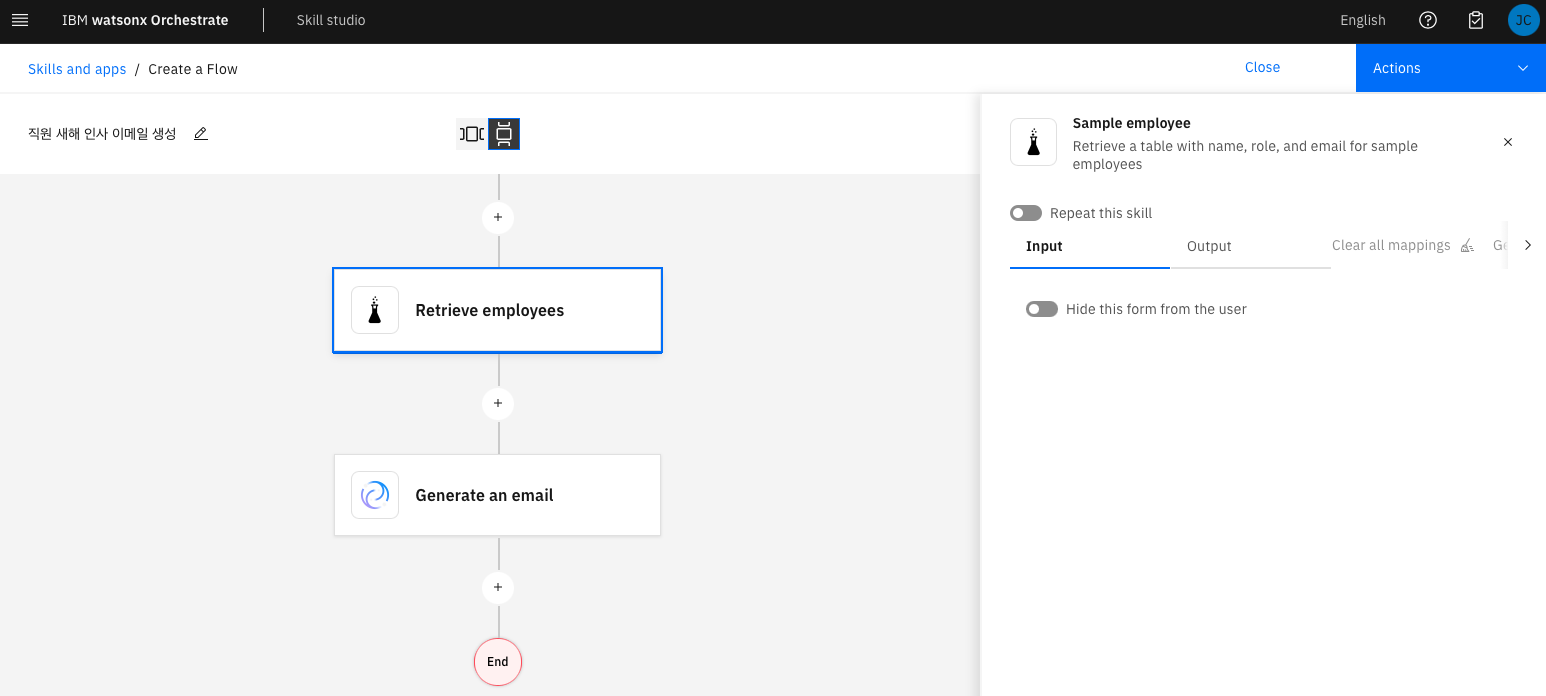 IBM watsonx Orchestrate
Skill studio
English
JC
Skills and apps / Create a Flow
Close
Actions
직원 새해 인사 이메일 생성
Sample employee
Retrieve a table with name, role, and email for sample
employees
Repeat this skill
Input
Output
Clear all mappings
Hide this form from the user
Retrieve employees
Generate an email
End